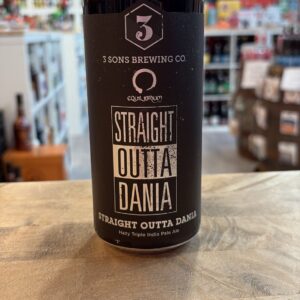 3
3 SONS BREWING CO.
EQUILIBRIUM
STRAIGHT
OUTTA
DANIA
STRAIGHT OUTTA DANIA
Hazy Triple India Pale Ale